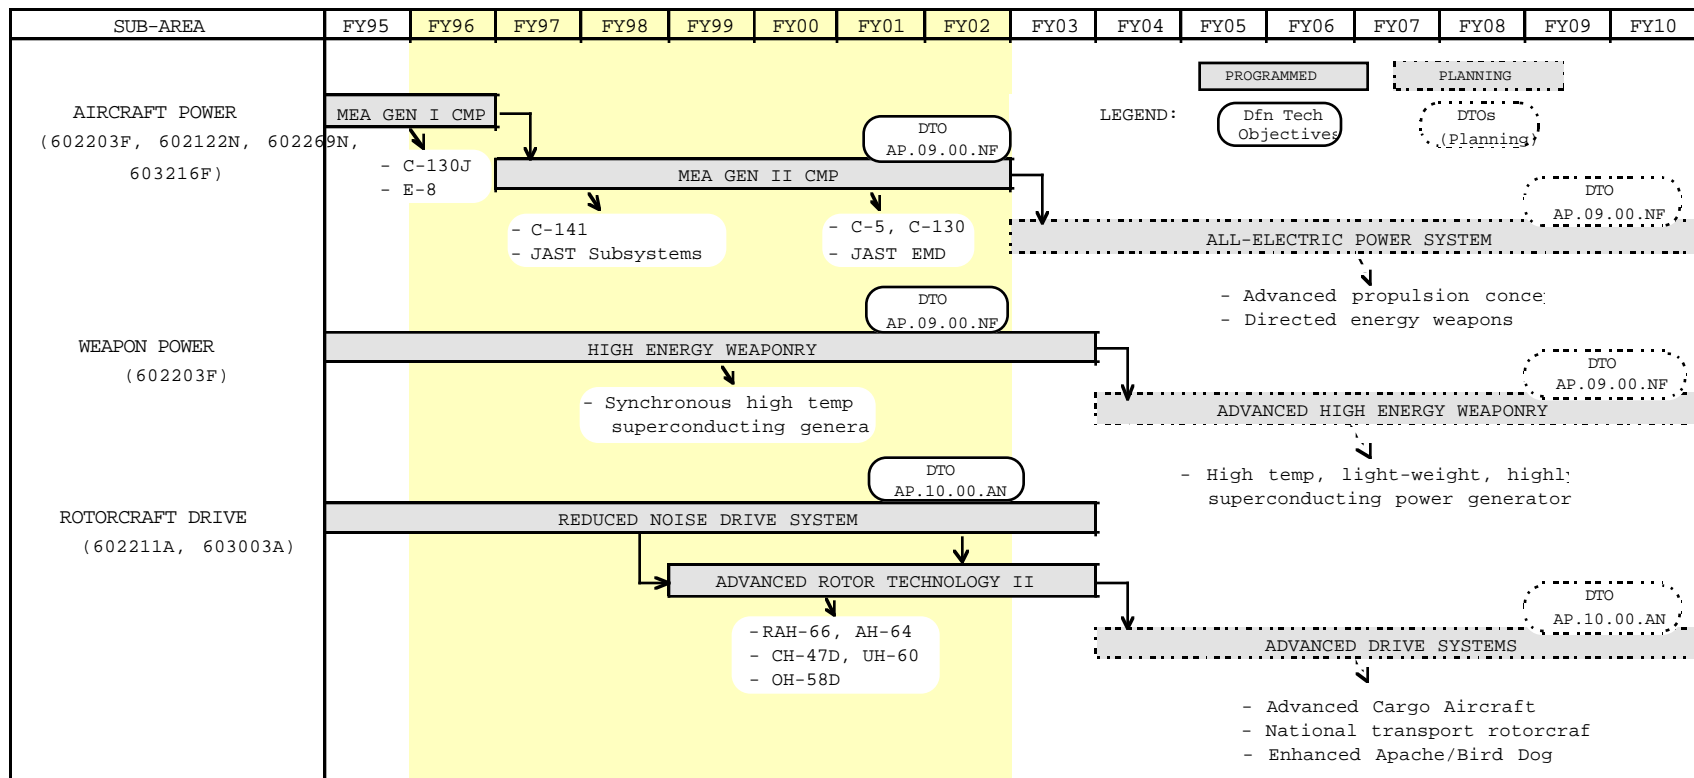 SUB-AREA FY95 FY96 FY97 FY98 FY99 FY00 FY01 FY02 FY03 FY04 FY05 FY06 FY07 FY08 FY09 FY10
PROGRAMMED PLANNING
LEGEND: Dfn Tech Objectives DTOs (Planning)
AIRCRAFT POWER
(602203F, 602122N, 602269N,
603216F)
MEA GEN I CMP
- C-130J
- E-8
DTO
AP.09.00.NF
MEA GEN II CMP
- C-141
- JAST Subsystems
- C-5, C-130
- JAST EMD
DTO
AP.09.00.NF
ALL-ELECTRIC POWER SYSTEM
- Advanced propulsion conce
- Directed energy weapons
WEAPON POWER
(602203F)
DTO
AP.09.00.NF
HIGH ENERGY WEAPONRY
- Synchronous high temp
superconducting genera
DTO
AP.09.00.NF
ADVANCED HIGH ENERGY WEAPONRY
- High temp, light-weight, highly
superconducting power generator
ROTORCRAFT DRIVE
(602211A, 603003A)
DTO
AP.10.00.AN
REDUCED NOISE DRIVE SYSTEM
ADVANCED ROTOR TECHNOLOGY II
-RAH-66, AH-64
- CH-47D, UH-60
- OH-58D
DTO
AP.10.00.AN
ADVANCED DRIVE SYSTEMS
- Advanced Cargo Aircraft
- National transport rotorcraf
- Enhanced Apache/Bird Dog